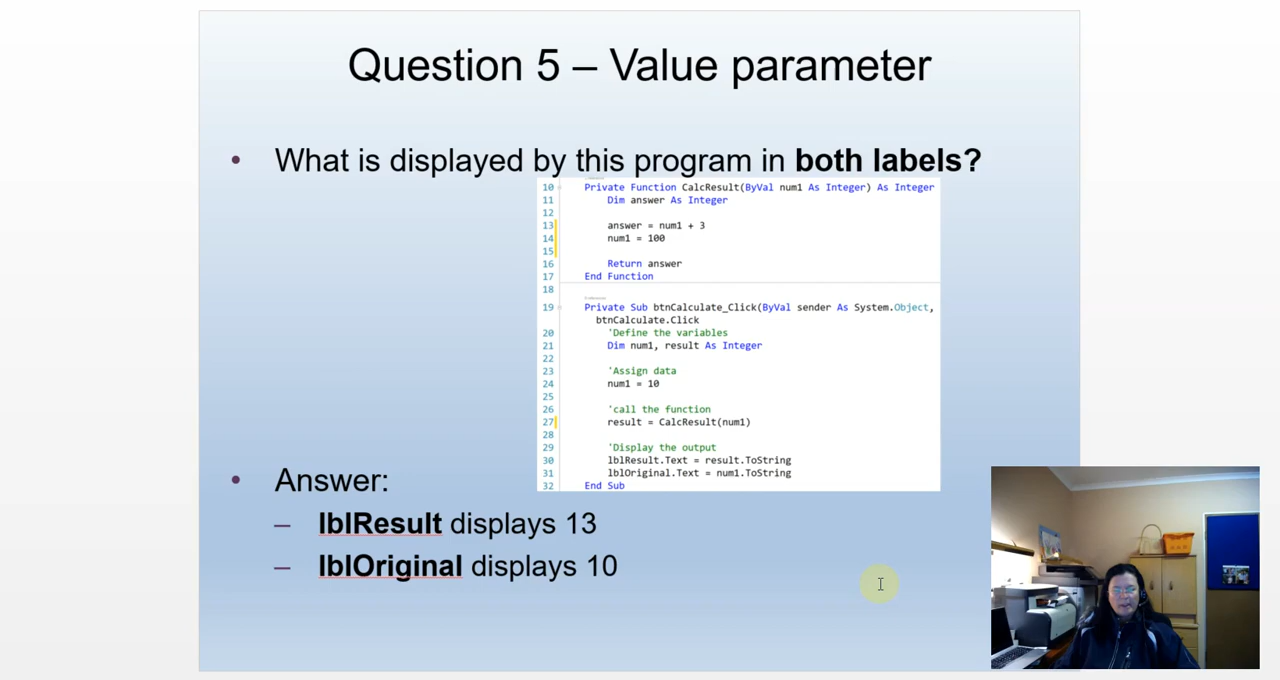 Question 5 – Value parameter
• What is displayed by this program in both labels?
10 Private Function CalcResult(ByVal num1 As Integer) As Integer
11 Dim answer As Integer
12
13 answer = num1 + 3
14 num1 = 100
15
16 Return answer
17 End Function
18
19 Private Sub btnCalculate_Click(ByVal sender As System.Object,
btnCalculate.Click
20 'Define the variables
21 Dim num1, result As Integer
22
23 'Assign data
24 num1 = 10
25
26 'call the function
27 result = CalcResult(num1)
28
29 'Display the output
30 lblResult.Text = result.ToString
31 lblOriginal.Text = num1.ToString
32 End Sub
• Answer:
– lblResult displays 13
– lblOriginal displays 10